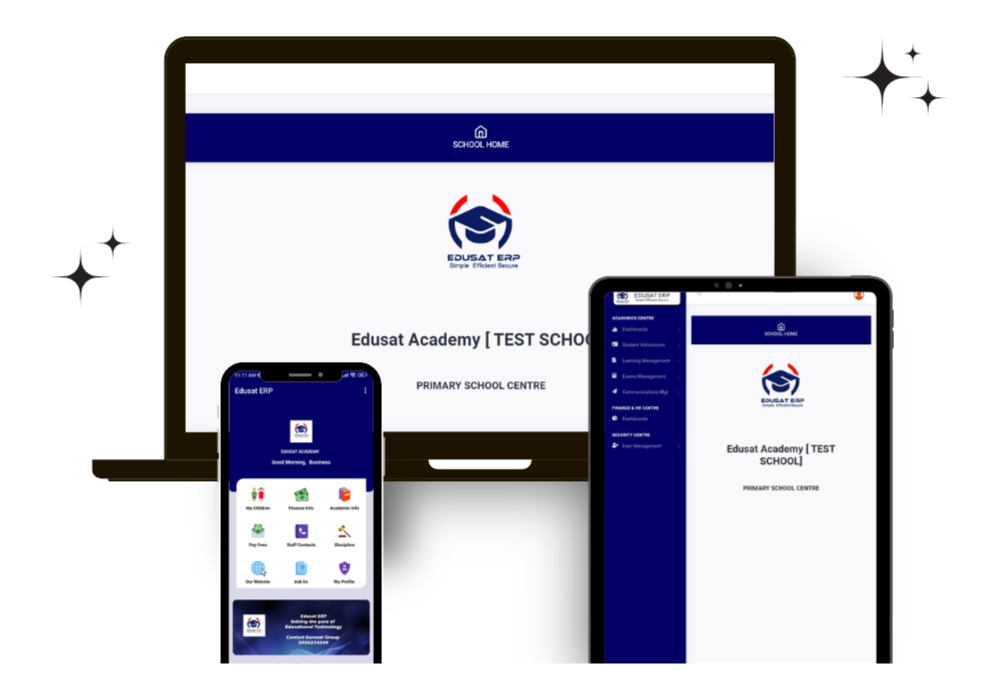 SCHOOL HOME
EDUSAT ERP
Simple Efficient Secure
Edusat Academy [ TEST SCHOO
PRIMARY SCHOOL CENTRE
11:11 AM
Edusat ERP
EDUSAT ACADEMY
Good Morning, Business
My Children
Finance Info
Academic Info
Pay Fees
Staff Contacts
Discipline
Our Website
Ask Us
My Profile
Edusat ERP
Setting the pace of
Educational Technology
Contact Eurosat Group
EDUSAT ERP
Simple Efficient Secure
ACADEMICS CENTRE
Dashboards
Student Admission
Learning Management
Exams Management
Communications Mgr
FINANCE & HR CENTRE
Dashboards
SECURITY CENTRE
User Management
SCHOOL HOME
EDUSAT ERP
Simple Efficient Secure
Edusat Academy [ TEST
SCHOOL]
PRIMARY SCHOOL CENTRE